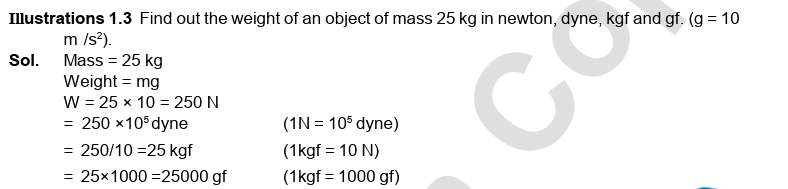 Illustrations 1.3 Find out the weight of an object of mass 25 kg in newton, dyne, kgf and gf. (g = 10
m /s²).
Sol. Mass = 25 kg
Weight = mg
W = 25 × 10 = 250 N
= 250 ×10⁵ dyne (1N = 10⁵ dyne)
= 250/10 =25 kgf (1kgf = 10 N)
= 25×1000 =25000 gf (1kgf = 1000 gf)